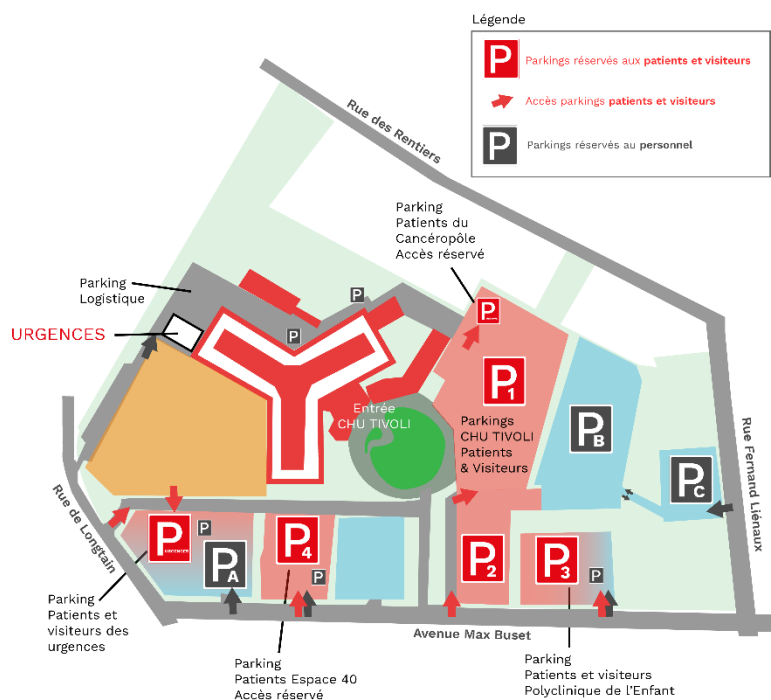 Légende
P
Parkings réservés aux patients et visiteurs
Accès parkings patients et visiteurs
P
Parkings réservés au personnel
Rue des Rentiers
Parking
Patients du
Cancéropôle
Accès réservé
Parking
Logistique
URGENCES
P
P
P
P1
Entrée
CHU TIVOLI
Parkings
CHU TIVOLI
Patients
& Visiteurs
PB
PC
Rue Fernand Liénaux
Rue de Longtain
P
URGENCES
P
PA
P4
P
P2
P3
P
Avenue Max Buset
Parking
Patients et
visiteurs des
urgences
Parking
Patients Espace 40
Accès réservé
Parking
Patients et visiteurs
Polyclinique de l'Enfant